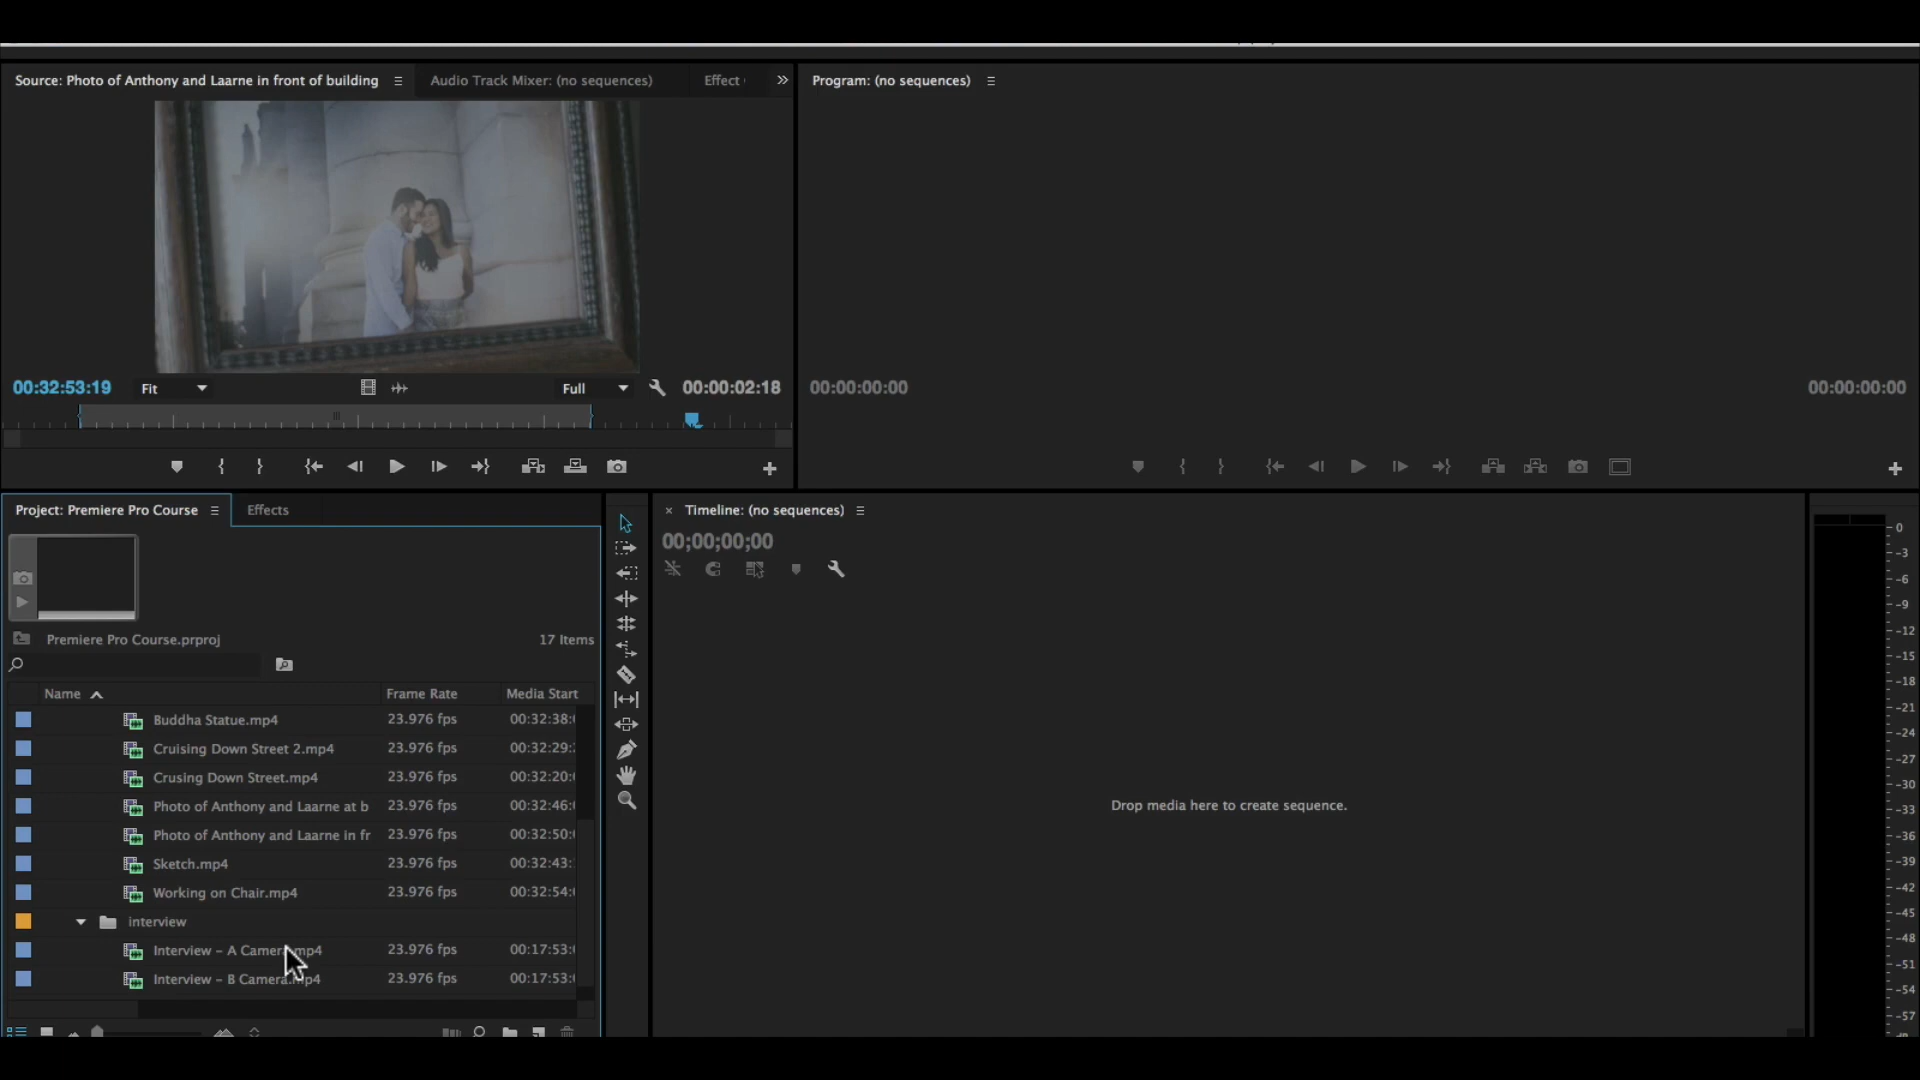 Source: Photo of Anthony and Laarne in front of building
Audio Track Mixer: (no sequences)
Effect
Program: (no sequences)
00:32:53:19
Fit
Full
00:00:02:18
00:00:00:00
00:00:00:00
Project: Premiere Pro Course
Effects
Timeline: (no sequences)
00;00;00;00
Premiere Pro Course.prproj
17 Items
Name
Frame Rate
Media Start
Buddha Statue.mp4
23.976 fps
00:32:38:
Cruising Down Street 2.mp4
23.976 fps
00:32:29:
Crusing Down Street.mp4
23.976 fps
00:32:20:
Photo of Anthony and Laarne at b
23.976 fps
00:32:46:
Photo of Anthony and Laarne in fr
23.976 fps
00:32:50:
Sketch.mp4
23.976 fps
00:32:43:
Working on Chair.mp4
23.976 fps
00:32:54:
interview
Interview – A Camera.mp4
23.976 fps
00:17:53:
Interview – B Camera.mp4
23.976 fps
00:17:53:
Drop media here to create sequence.
0
-3
-6
-9
-12
-15
-18
-21
-24
-27
-30
-33
-36
-39
-42
-45
-48
-51
-54
-57